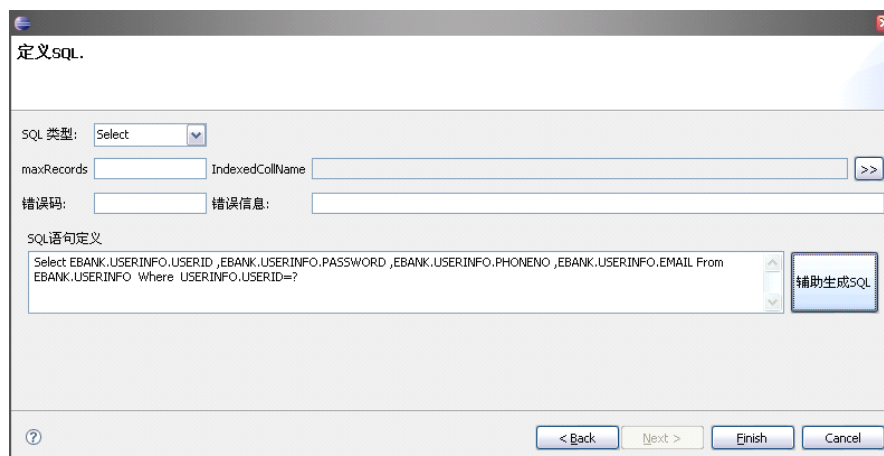 定义SQL.
SQL 类型: Select
maxRecords IndexedCollName >>
错误码: 错误信息:
SQL语句定义
Select EBANK.USERINFO.USERID ,EBANK.USERINFO.PASSWORD ,EBANK.USERINFO.PHONENO ,EBANK.USERINFO.EMAIL From
EBANK.USERINFO Where USERINFO.USERID=?
辅助生成SQL
? < Back Next > Finish Cancel